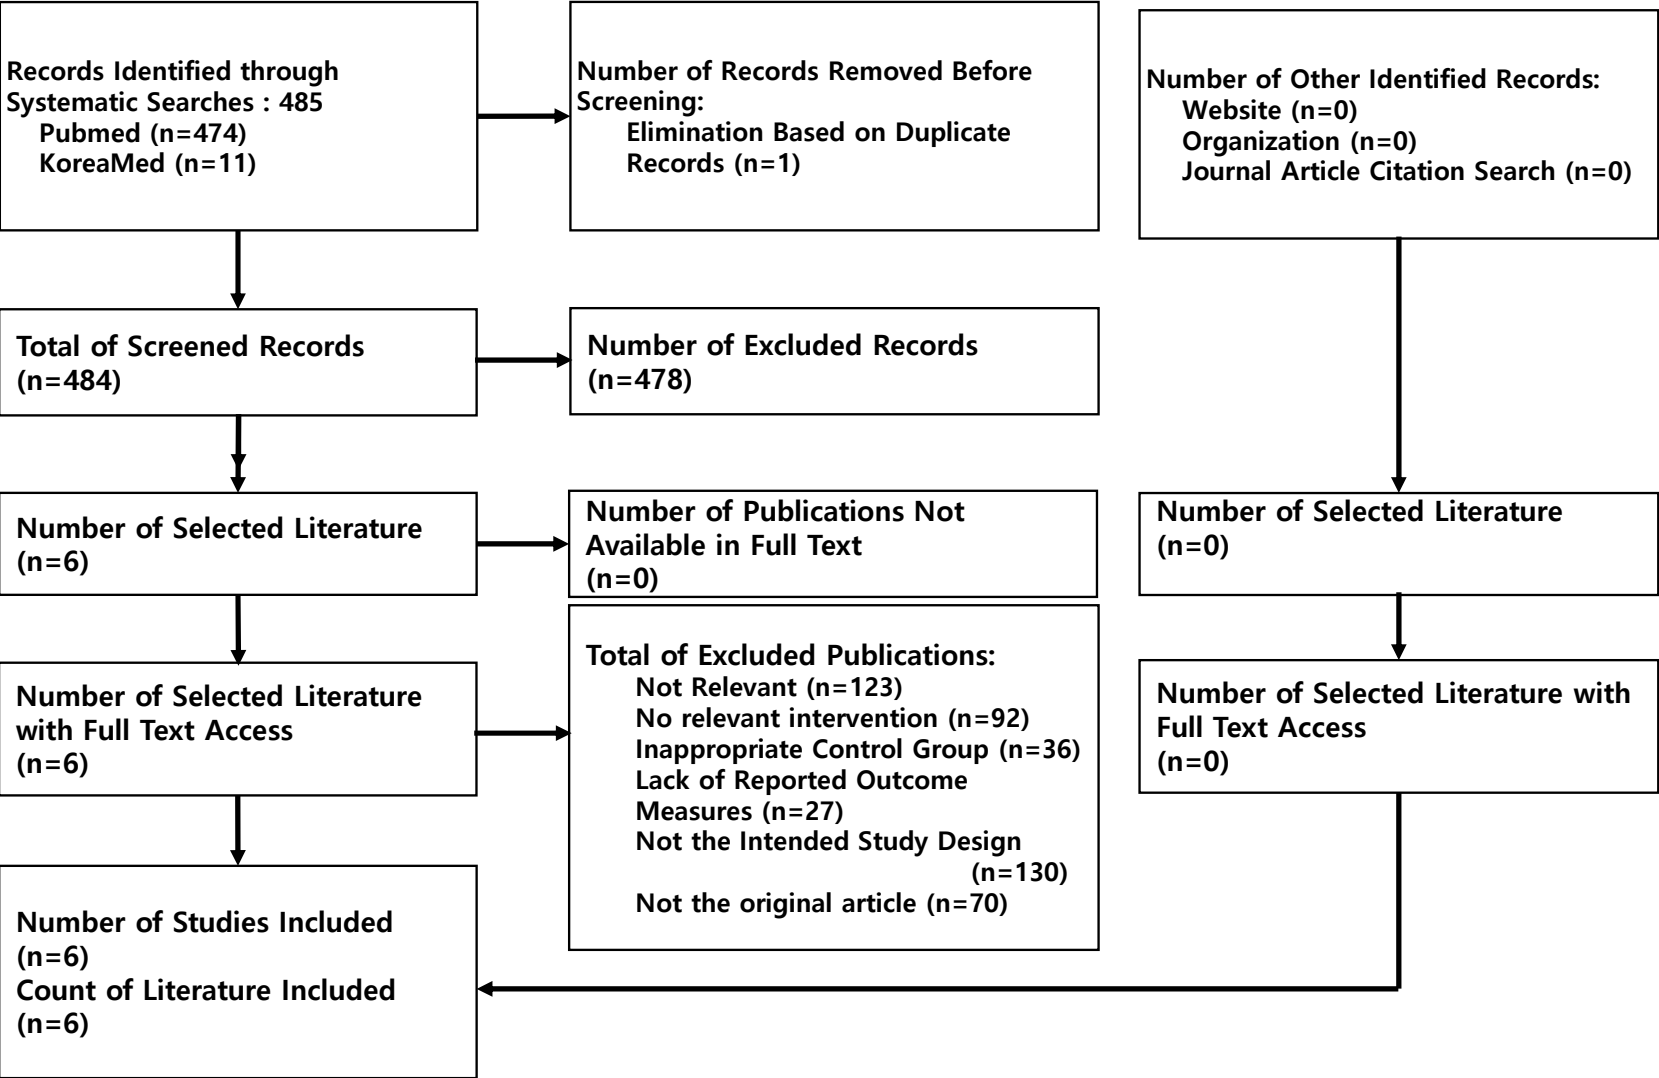 Records Identified through
Systematic Searches : 485
Pubmed (n=474)
KoreaMed (n=11)
Number of Records Removed Before
Screening:
Elimination Based on Duplicate
Records (n=1)
Number of Other Identified Records:
Website (n=0)
Organization (n=0)
Journal Article Citation Search (n=0)
Total of Screened Records
(n=484)
Number of Excluded Records
(n=478)
Number of Selected Literature
(n=6)
Number of Publications Not
Available in Full Text
(n=0)
Number of Selected Literature
(n=0)
Number of Selected Literature
with Full Text Access
(n=6)
Total of Excluded Publications:
Not Relevant (n=123)
No relevant intervention (n=92)
Inappropriate Control Group (n=36)
Lack of Reported Outcome
Measures (n=27)
Not the Intended Study Design
(n=130)
Not the original article (n=70)
Number of Selected Literature with
Full Text Access
(n=0)
Number of Studies Included
(n=6)
Count of Literature Included
(n=6)